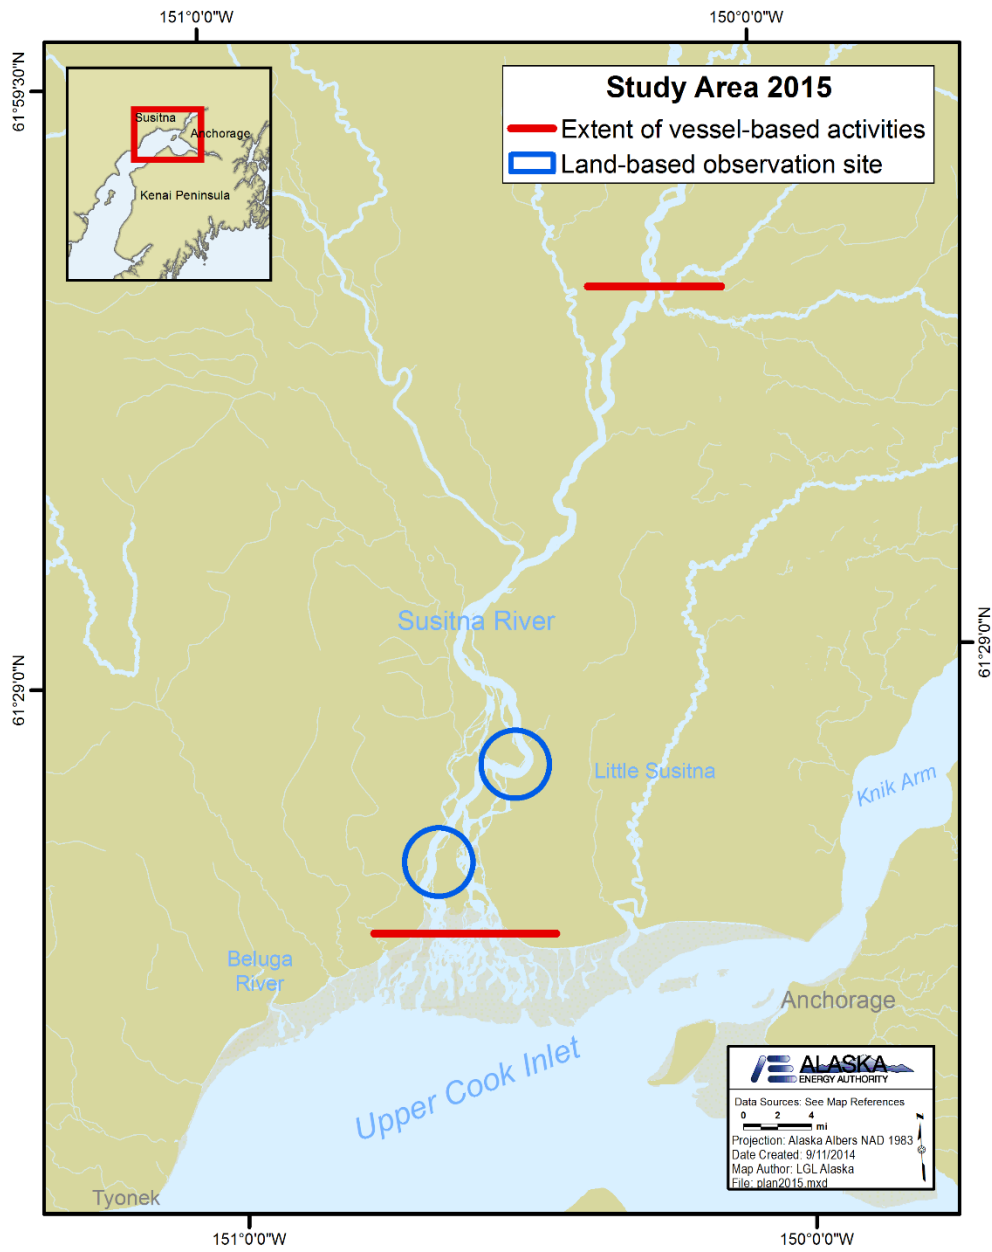 151°0'0"W
150°0'0"W
61°59'30"N
Study Area 2015
Extent of vessel-based activities
Land-based observation site
Susitna
Anchorage
Kenai Peninsula
Susitna River
61°29'0"N
61°29'0"N
Little Susitna
Knik Arm
Beluga
River
Anchorage
Upper Cook Inlet
Tyonek
ALASKA
ENERGY AUTHORITY
Data Sources: See Map References
0 2 4
mi
N
Projection: Alaska Albers NAD 1983
Date Created: 9/11/2014
Map Author: LGL Alaska
File: plan2015.mxd
151°0'0"W
150°0'0"W